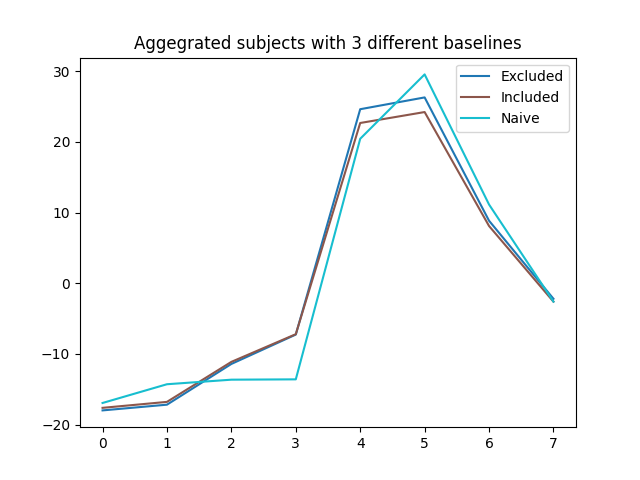 Aggegrated subjects with 3 different baselines
30
20
10
0
−10
−20
0 1 2 3 4 5 6 7
Excluded
Included
Naive